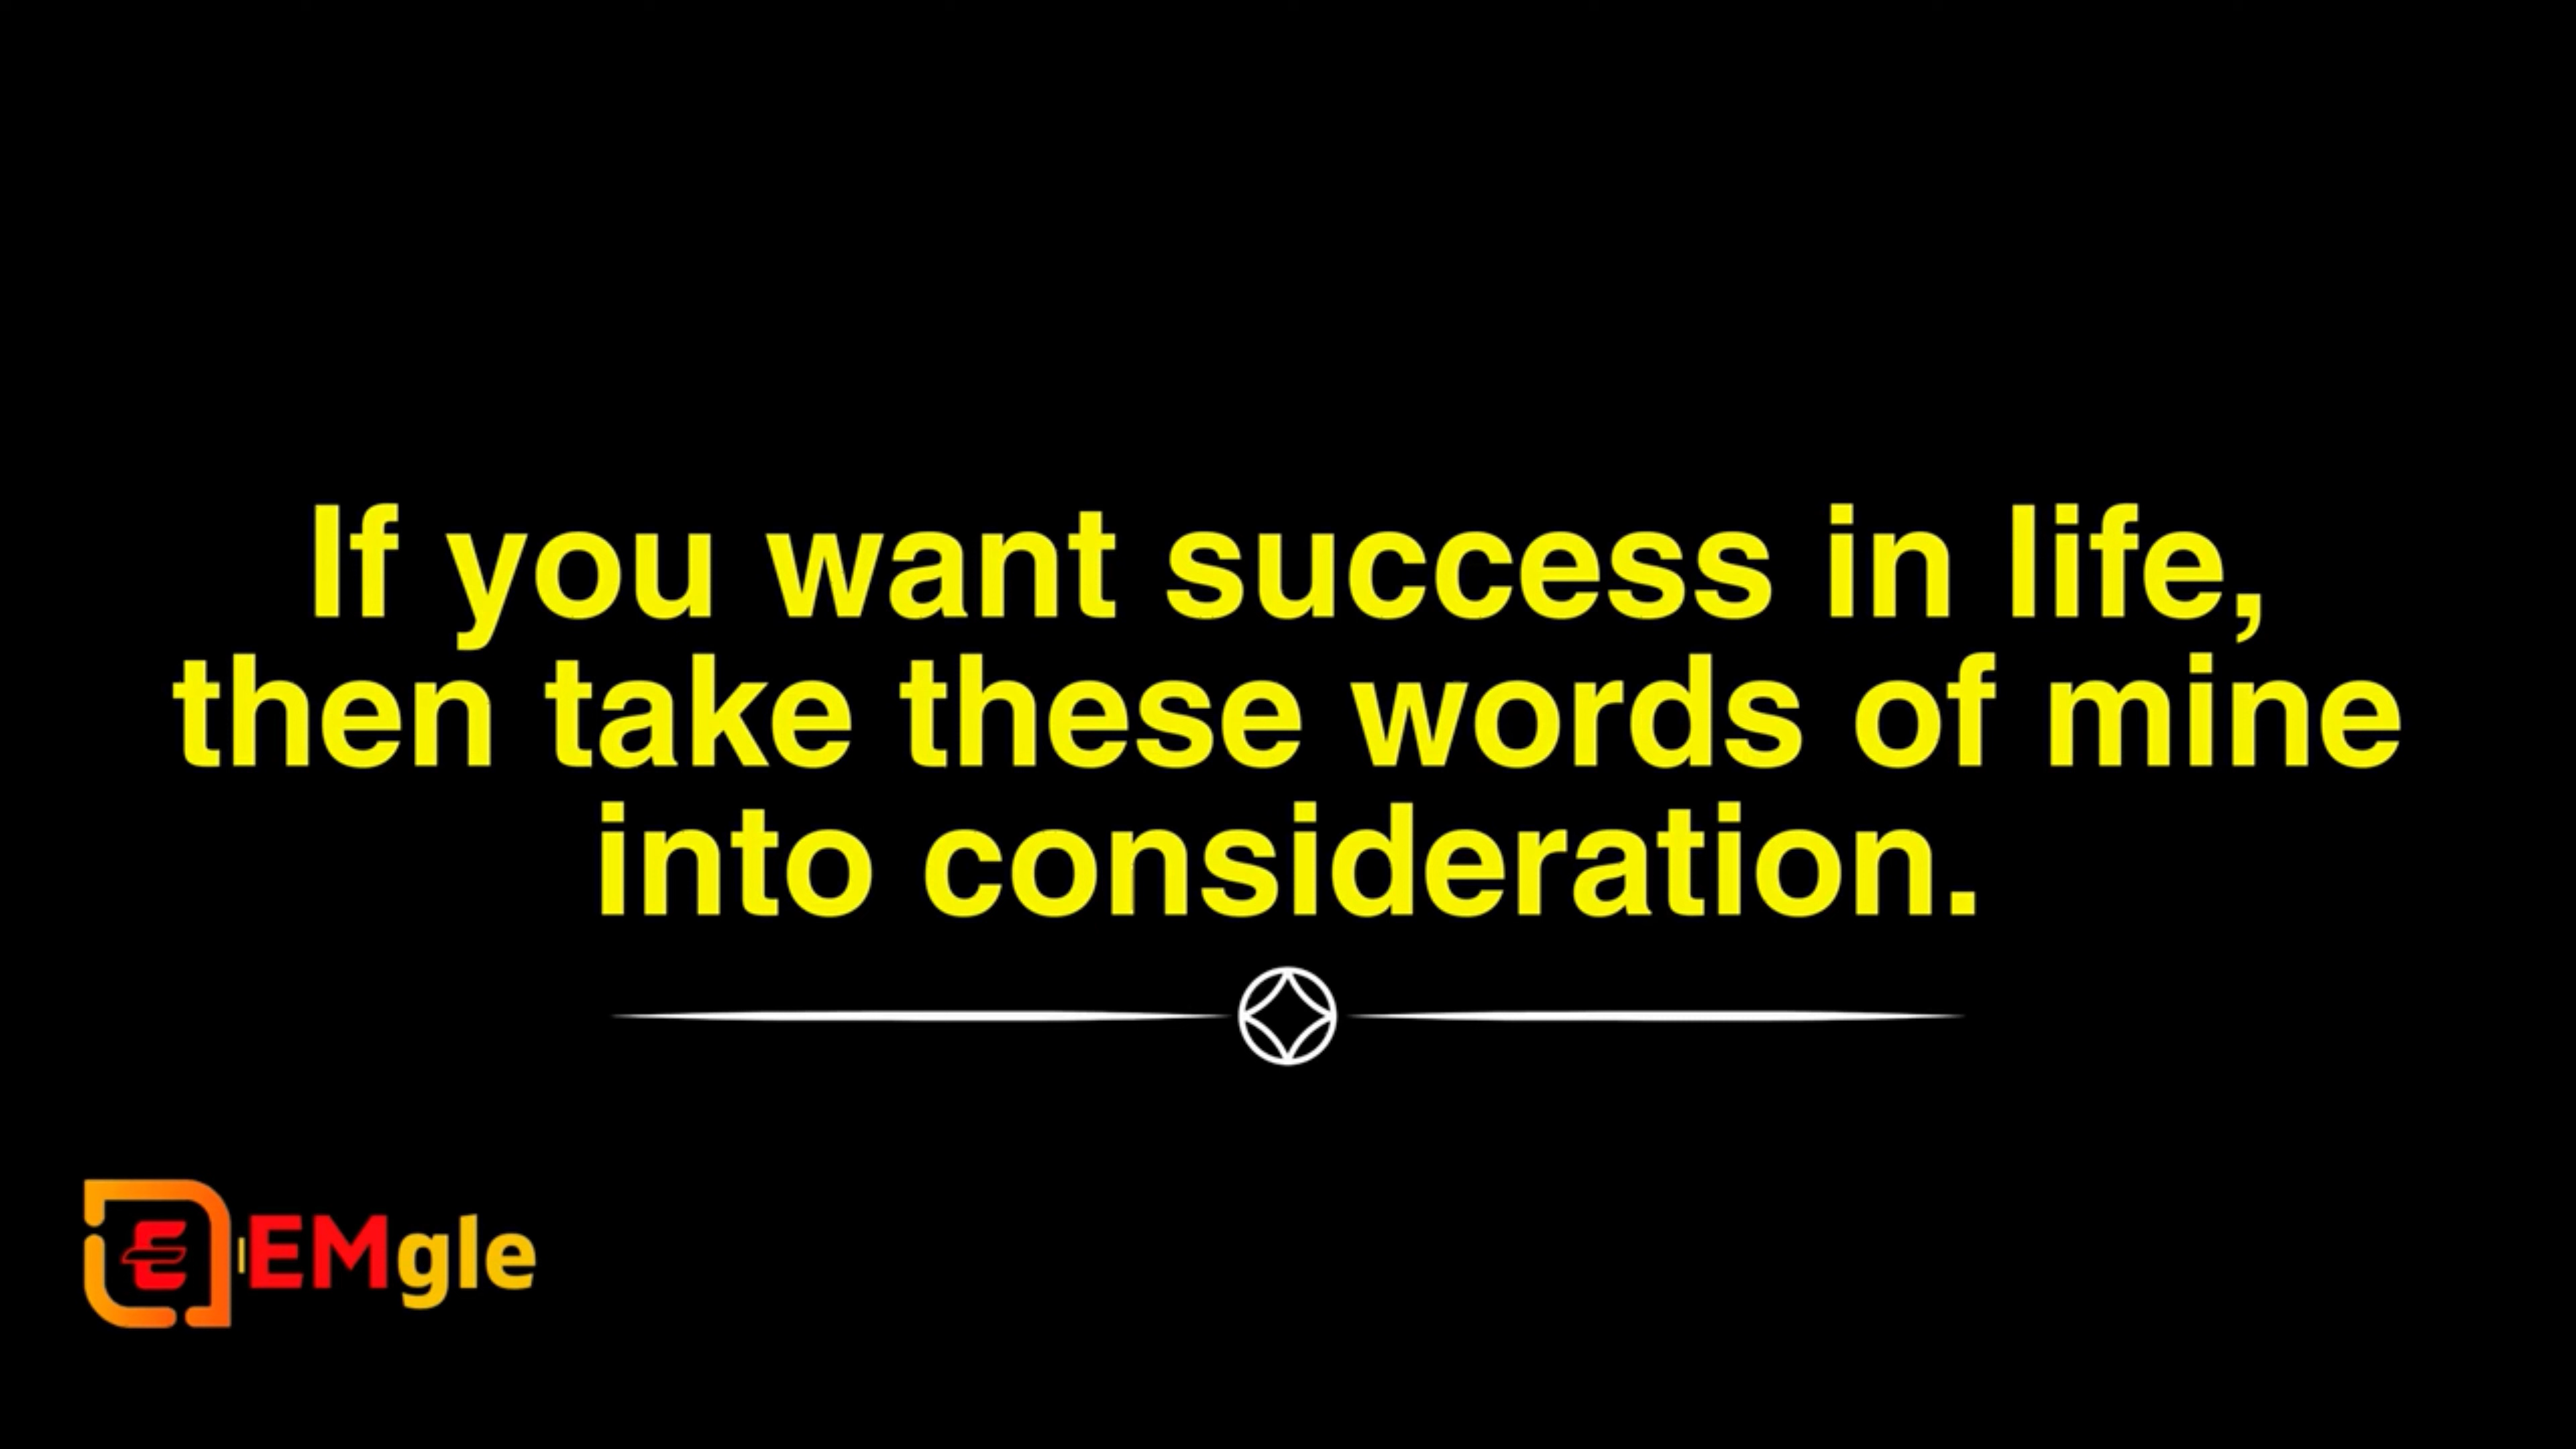 If you want success in life,
then take these words of mine
into consideration.
EMgle